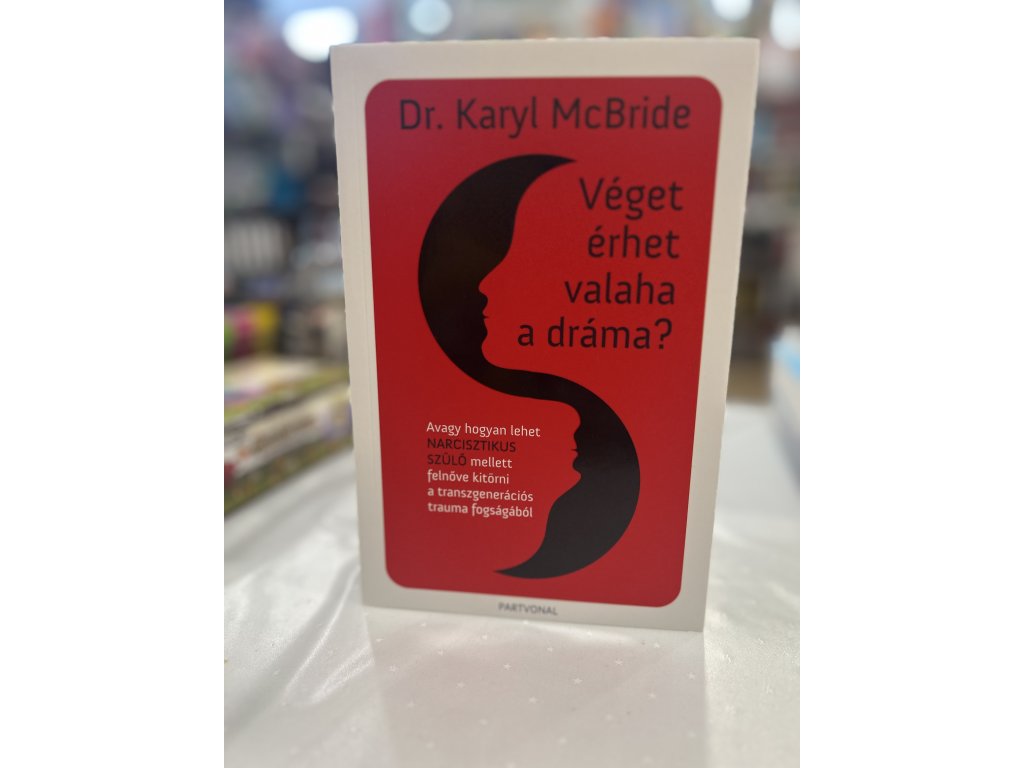 Dr. Karyl McBride
Véget
érhet
valaha
a dráma?
Avagy hogyan lehet
NARCISZTIKUS
SZÜLŐ mellett
felnőve kitörni
a transzgenerációs
trauma fogságából
PARTVONAL